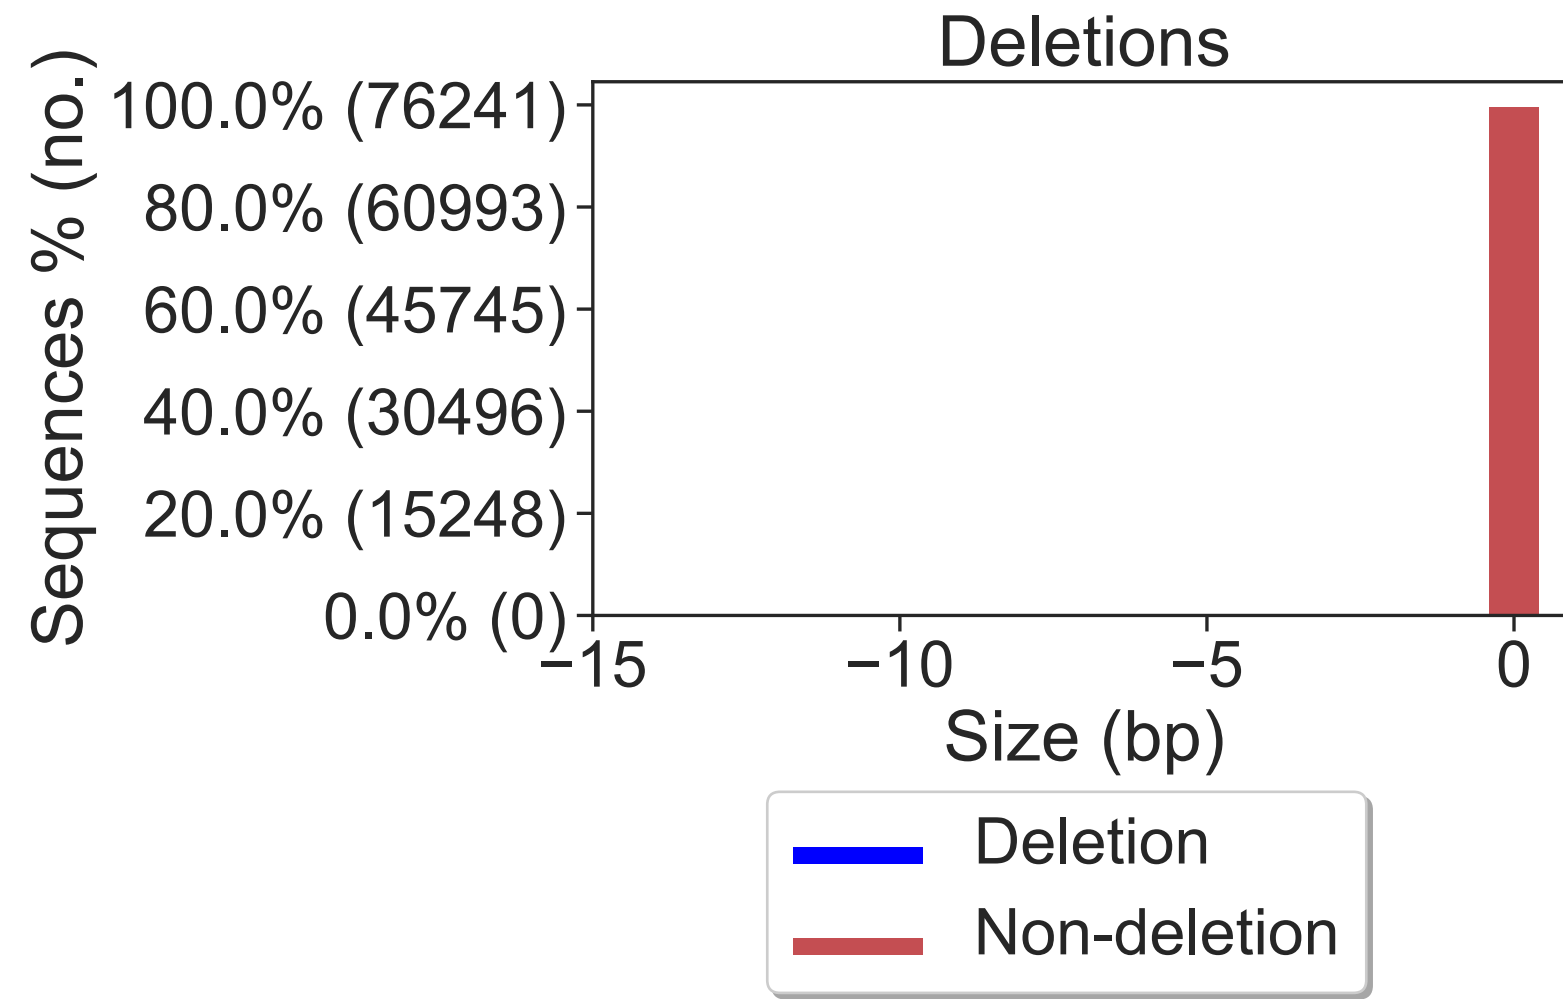 Deletions
Sequences % (no.)
100.0% (76241)
80.0% (60993)
60.0% (45745)
40.0% (30496)
20.0% (15248)
0.0% (0)
−15 −10 −5 0
Size (bp)
Deletion
Non-deletion